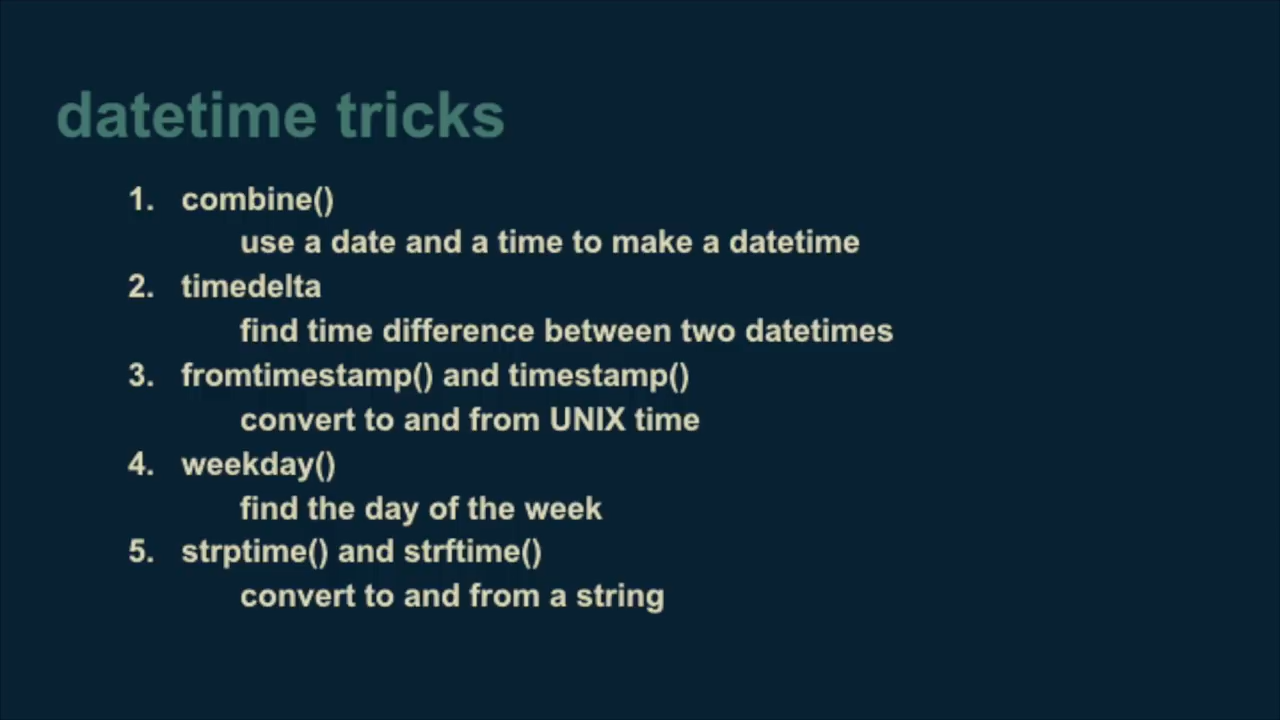 datetime tricks
1. combine()
use a date and a time to make a datetime
2. timedelta
find time difference between two datetimes
3. fromtimestamp() and timestamp()
convert to and from UNIX time
4. weekday()
find the day of the week
5. strptime() and strftime()
convert to and from a string